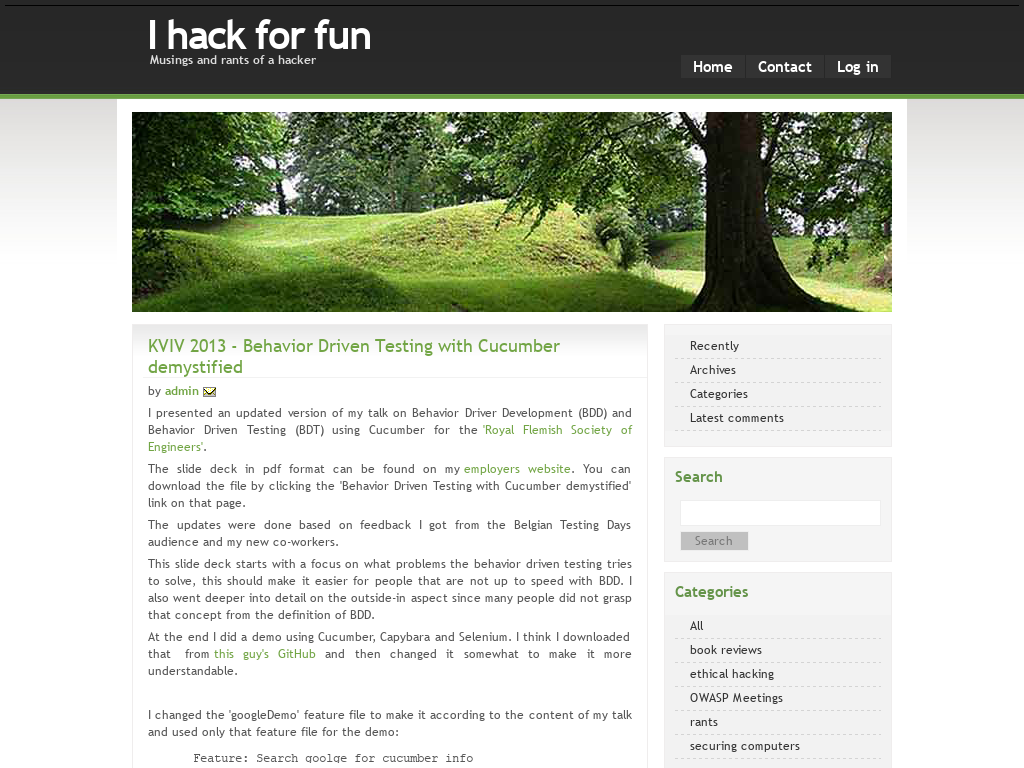 I hack for fun
Musings and rants of a hacker
Home
Contact
Log in
KVIV 2013 - Behavior Driven Testing with Cucumber
demystified
by admin
I presented an updated version of my talk on Behavior Driver Development (BDD) and
Behavior Driven Testing (BDT) using Cucumber for the 'Royal Flemish Society of
Engineers'.
The slide deck in pdf format can be found on my employers website. You can
download the file by clicking the 'Behavior Driven Testing with Cucumber demystified'
link on that page.
The updates were done based on feedback I got from the Belgian Testing Days
audience and my new co-workers.
This slide deck starts with a focus on what problems the behavior driven testing tries
to solve, this should make it easier for people that are not up to speed with BDD. I
also went deeper into detail on the outside-in aspect since many people did not grasp
that concept from the definition of BDD.
At the end I did a demo using Cucumber, Capybara and Selenium. I think I downloaded
that from this guy's GitHub and then changed it somewhat to make it more
understandable.
I changed the 'googleDemo' feature file to make it according to the content of my talk
and used only that feature file for the demo:
Feature: Search goolge for cucumber info
Recently
Archives
Categories
Latest comments
Search
Search
Categories
All
book reviews
ethical hacking
OWASP Meetings
rants
securing computers